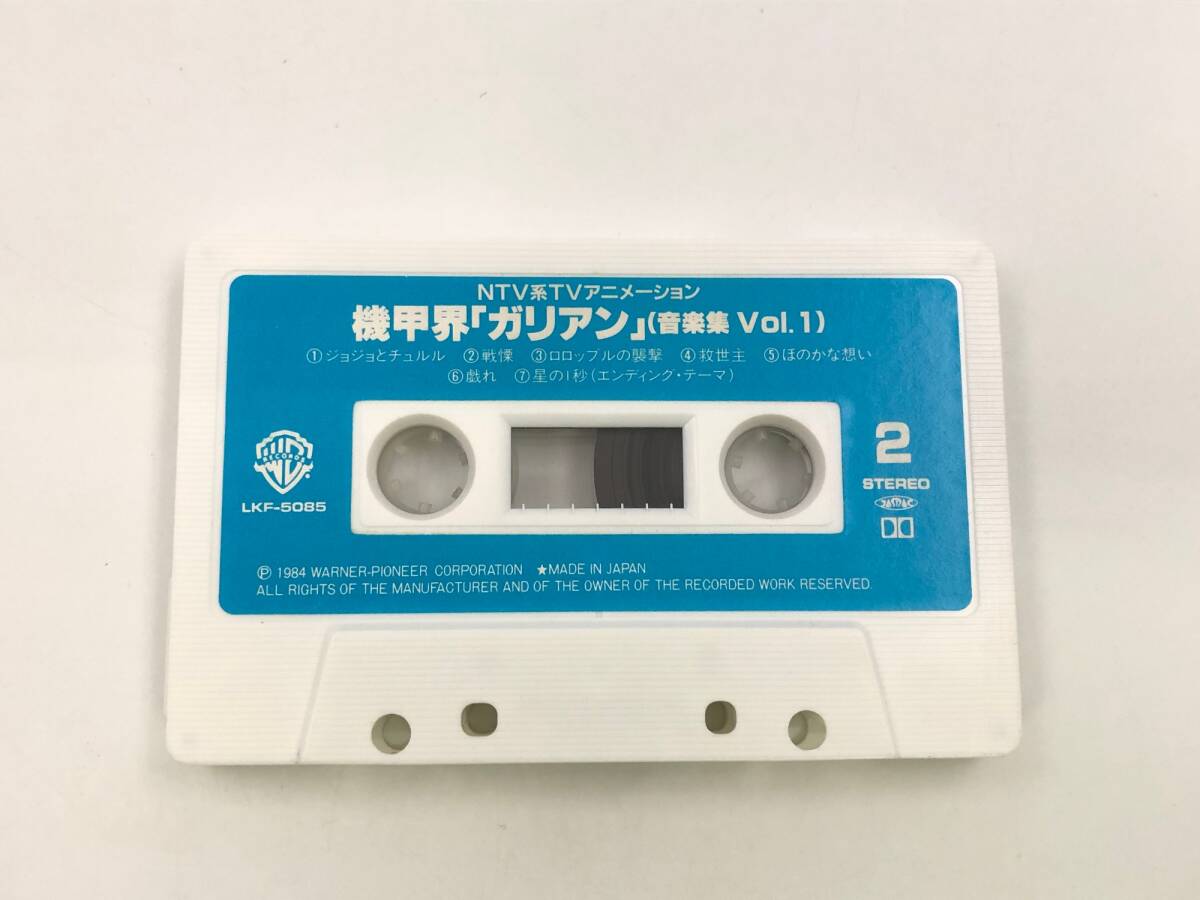 NTV系TVアニメーション
機甲界「ガリアン」(音楽集 Vol.1)
①ジョジョとチュルル ②戦慄 ③ロロップルの襲撃 ④救世主 ⑤ほのかな想い
⑥戯れ ⑦星の1秒(エンディング・テーマ)
RECORDS
LKF-5085
2
STEREO
JASRAC
Ⓟ 1984 WARNER-PIONEER CORPORATION ★MADE IN JAPAN
ALL RIGHTS OF THE MANUFACTURER AND OF THE OWNER OF THE RECORDED WORK RESERVED.